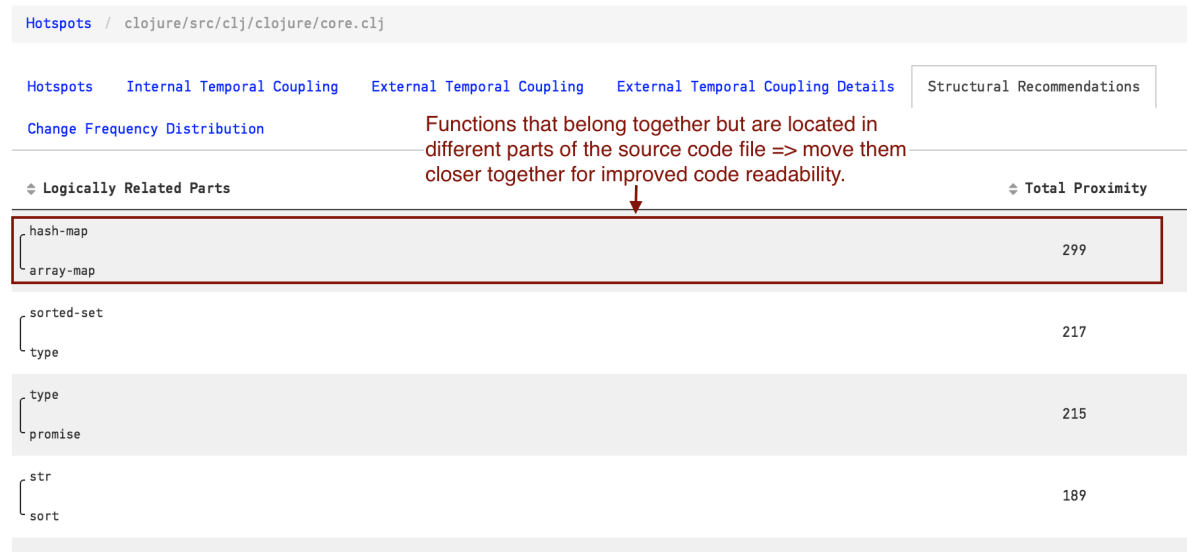 Hotspots / clojure/src/clj/clojure/core.clj
Hotspots Internal Temporal Coupling External Temporal Coupling External Temporal Coupling Details Structural Recommendations
Change Frequency Distribution
Functions that belong together but are located in
different parts of the source code file => move them
closer together for improved code readability.
Logically Related Parts Total Proximity
hash-map
299
array-map
sorted-set
217
type
type
215
promise
str
189
sort